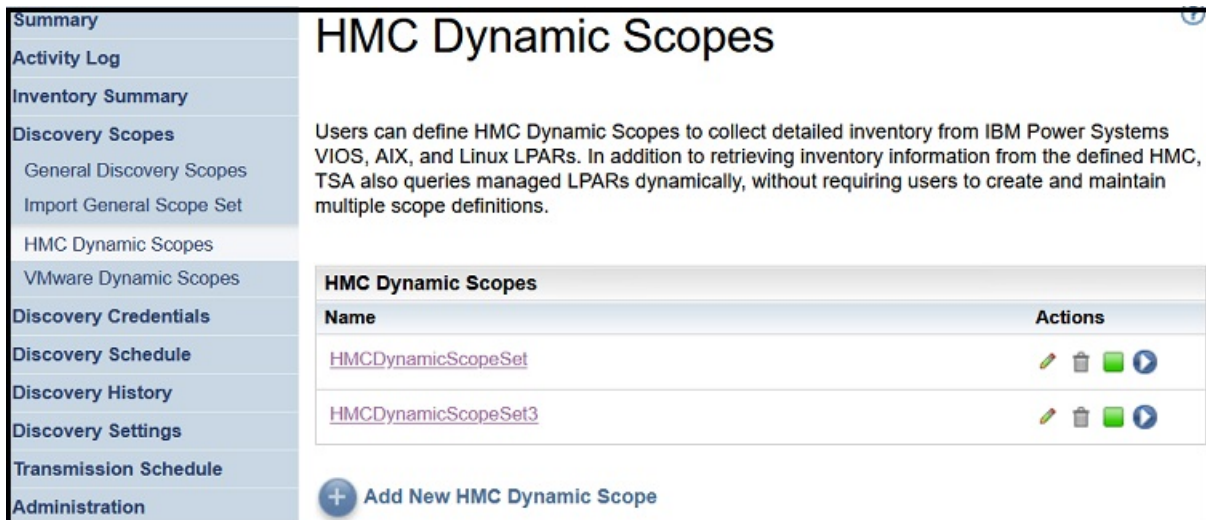 Summary
Activity Log
Inventory Summary
Discovery Scopes
General Discovery Scopes
Import General Scope Set
HMC Dynamic Scopes
VMware Dynamic Scopes
Discovery Credentials
Discovery Schedule
Discovery History
Discovery Settings
Transmission Schedule
Administration
?
HMC Dynamic Scopes
Users can define HMC Dynamic Scopes to collect detailed inventory from IBM Power Systems
VIOS, AIX, and Linux LPARs. In addition to retrieving inventory information from the defined HMC,
TSA also queries managed LPARs dynamically, without requiring users to create and maintain
multiple scope definitions.
HMC Dynamic Scopes
Name Actions
HMCDynamicScopeSet
HMCDynamicScopeSet3
Add New HMC Dynamic Scope